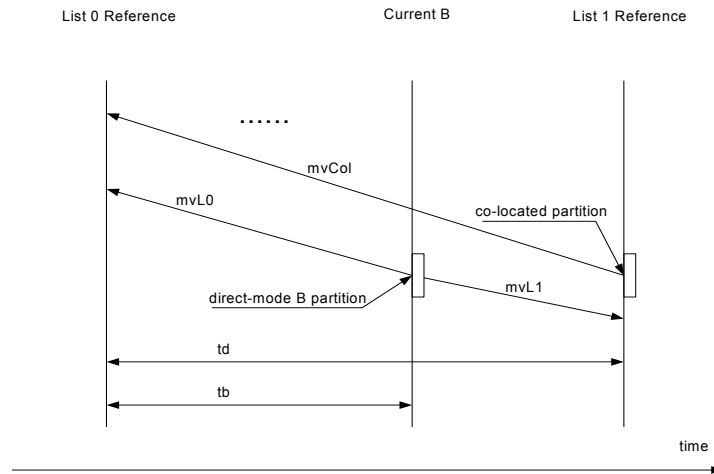 List 0 Reference
Current B
List 1 Reference
......
mvCol
mvL0
co-located partition
mvL1
direct-mode B partition
td
tb
time